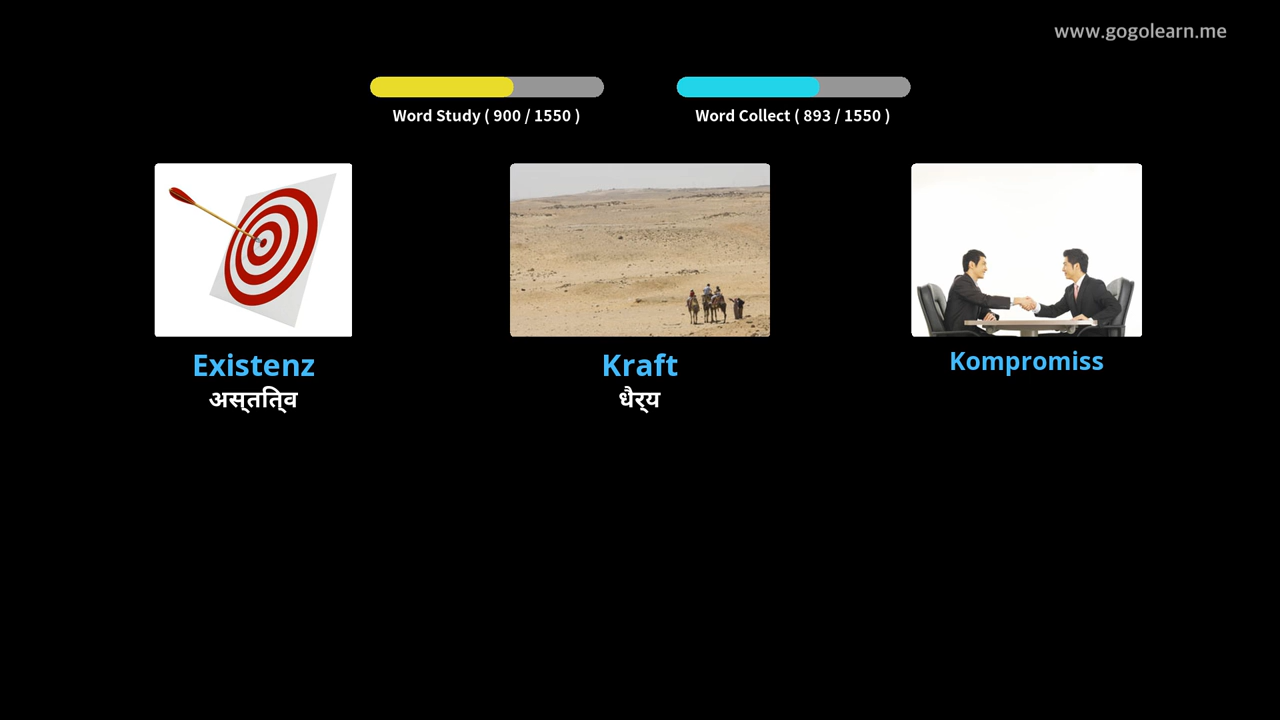 www.gogolearn.me
Word Study ( 900 / 1550 )
Word Collect ( 893 / 1550 )
Existenz
अस्तित्व
Kraft
धैर्य
Kompromiss